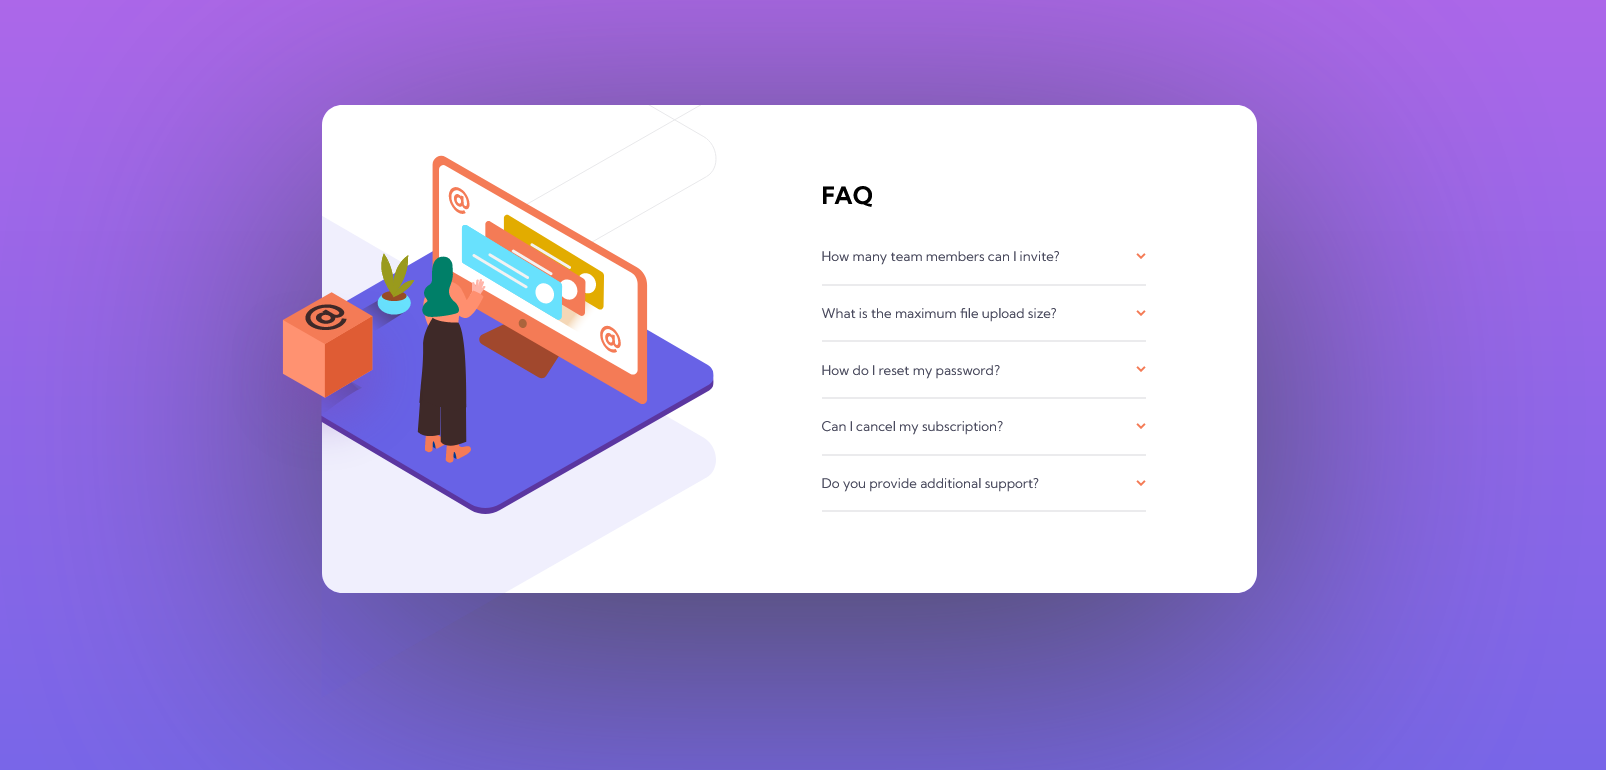 @
@
@
FAQ
How many team members can I invite?
What is the maximum file upload size?
How do I reset my password?
Can I cancel my subscription?
Do you provide additional support?